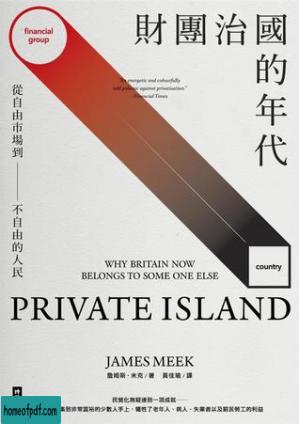 financial
group
財團治國的年代
"An energetic and colourfully
told polemic against privatisation."
—Financial Times
從自由市場到——不自由的人民
WHY BRITAIN NOW
BELONGS TO SOME ONE ELSE
country
PRIVATE ISLAND
JAMES MEEK
詹姆斯・米克/著 黃佳瑜/譯
民營化無疑達到一項成就——
集到非常富裕的少數人手上,犧牲了老年人、病人、失業者以及窮苦勞工的利益
homeofpdf.com